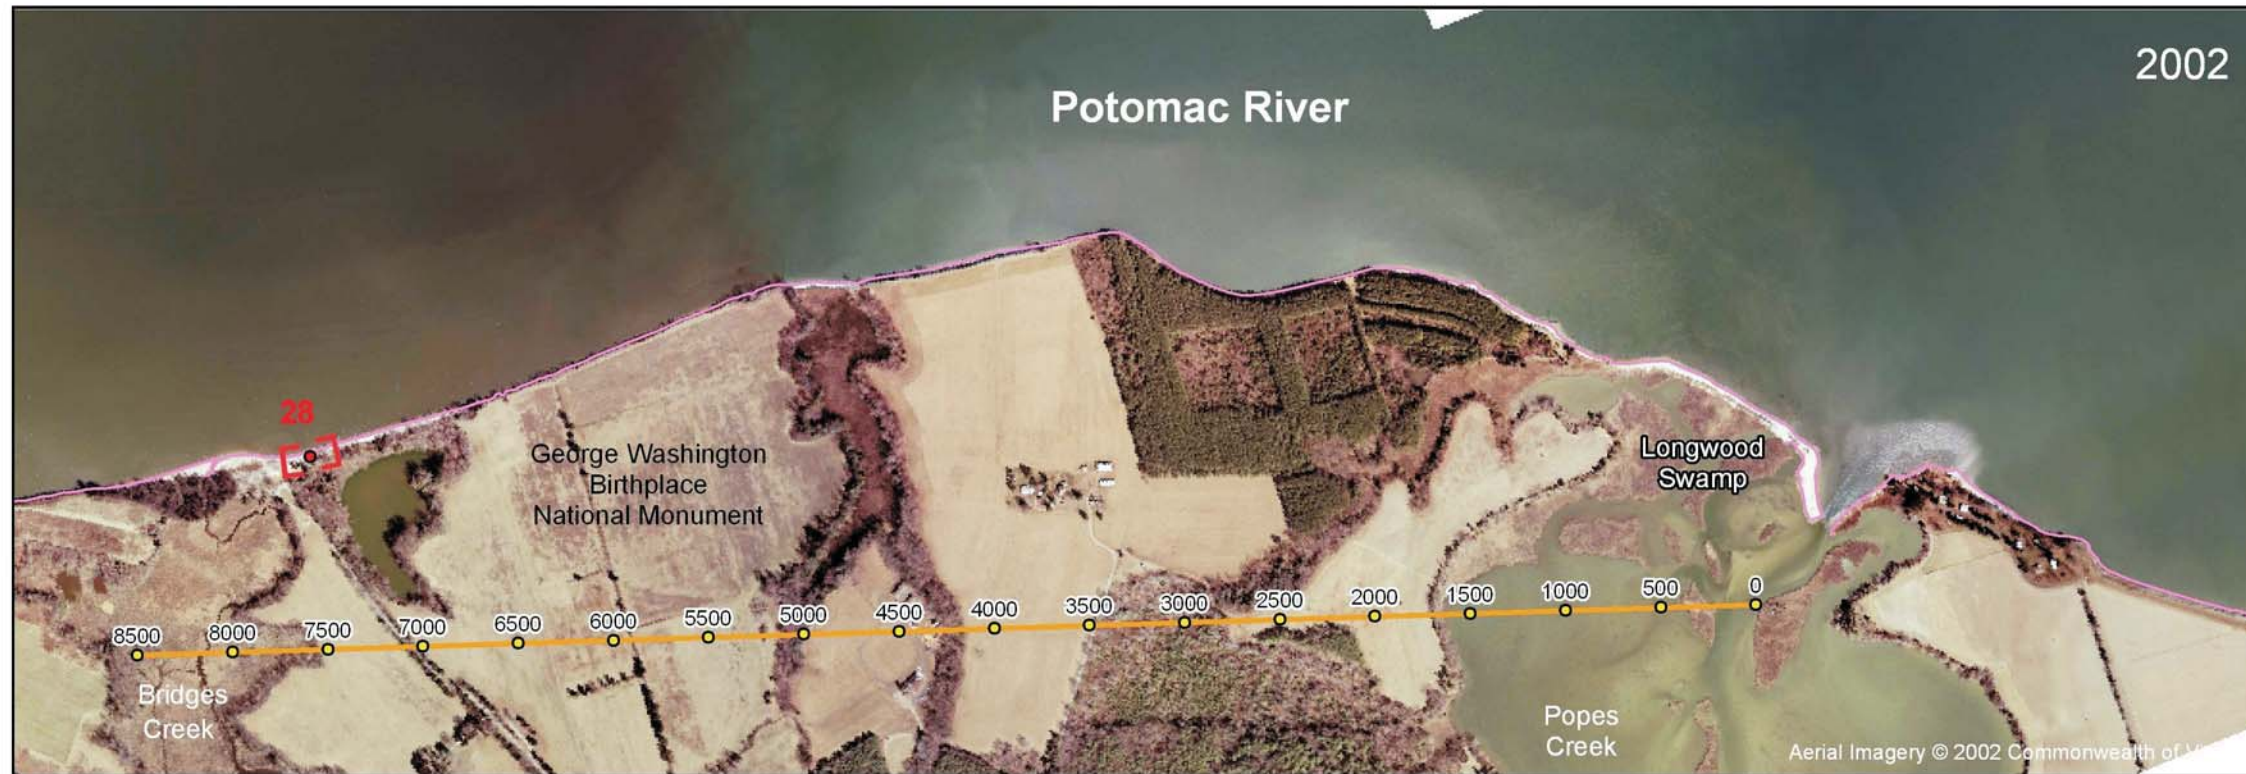 2002
Potomac River
28
George Washington
Birthplace
National Monument
Longwood
Swamp
8500 8000 7500 7000 6500 6000 5500 5000 4500 4000 3500 3000 2500 2000 1500 1000 500 0
Bridges
Creek
Popes
Creek
Aerial Imagery © 2002 Commonwealth of